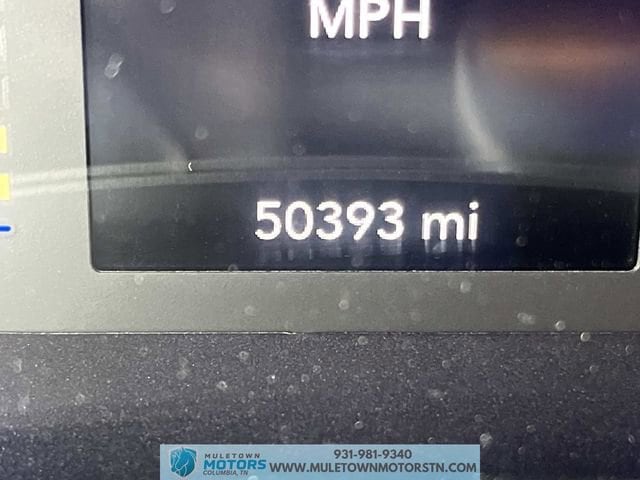 MPH
50393 mi
MULETOWN
MOTORS
COLUMBIA, TN
931-981-9340
WWW.MULETOWNMOTORSTN.COM